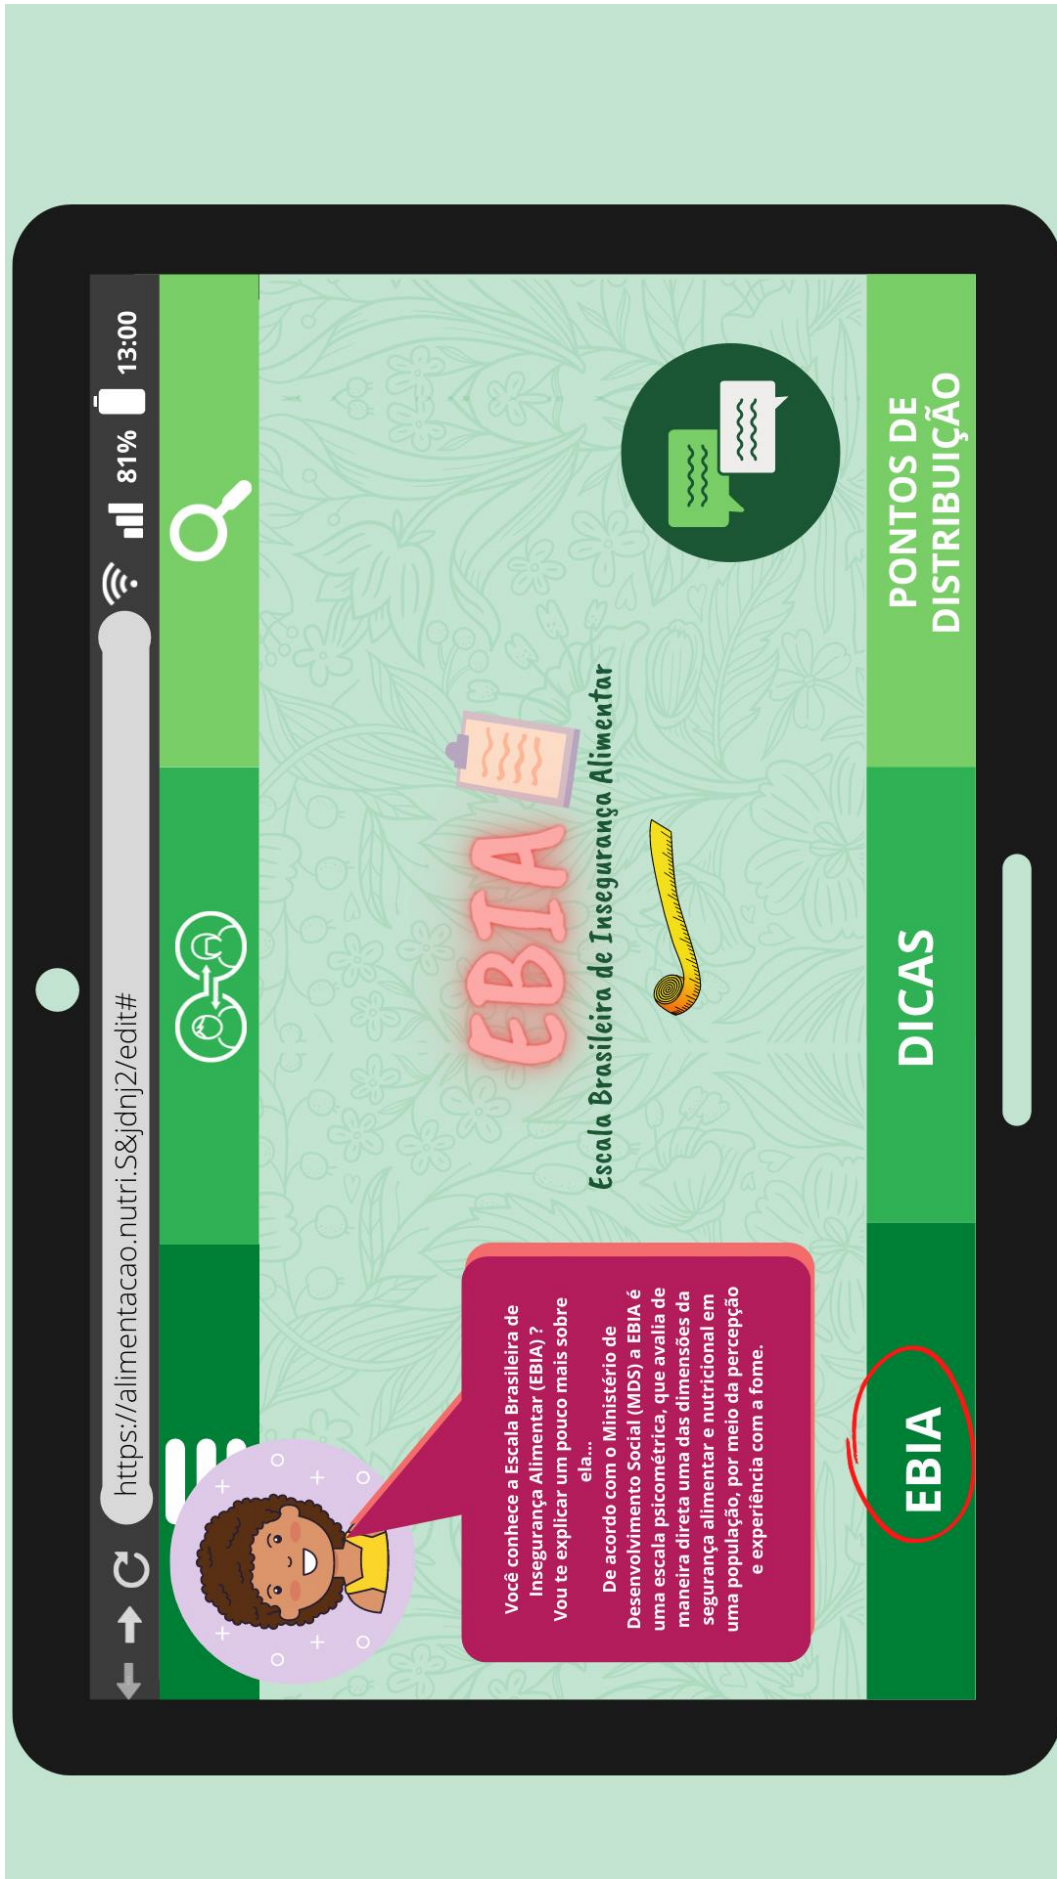 https://alimentacao.nutri.S&jdnj2/edit#
81%
13:00
Você conhece a Escala Brasileira de
Insegurança Alimentar (EBIA) ?
Vou te explicar um pouco mais sobre
ela...
De acordo com o Ministério de
Desenvolvimento Social (MDS) a EBIA é
uma escala psicométrica, que avalia de
maneira direta uma das dimensões da
segurança alimentar e nutricional em
uma população, por meio da percepção
e experiência com a fome.
EBIA
Escala Brasileira de Insegurança Alimentar
EBIA
DICAS
PONTOS DE
DISTRIBUIÇÃO